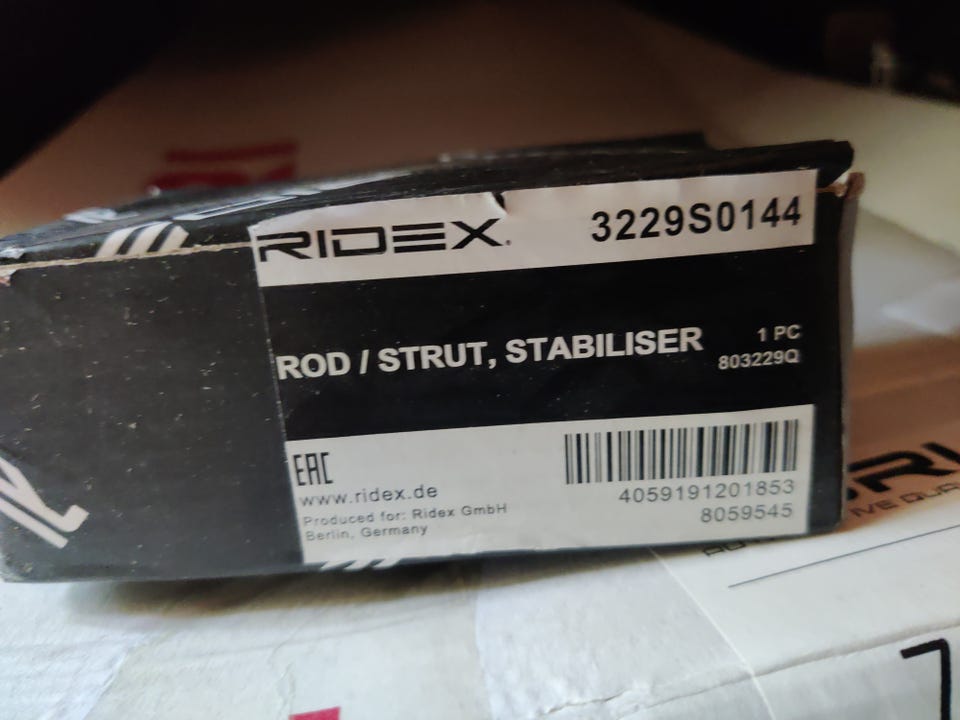 RIDEX.
3229S0144
ROD / STRUT, STABILISER
1 PC
803229Q
EAC
www.ridex.de
Produced for: Ridex GmbH
Berlin, Germany
4059191201853
8059545